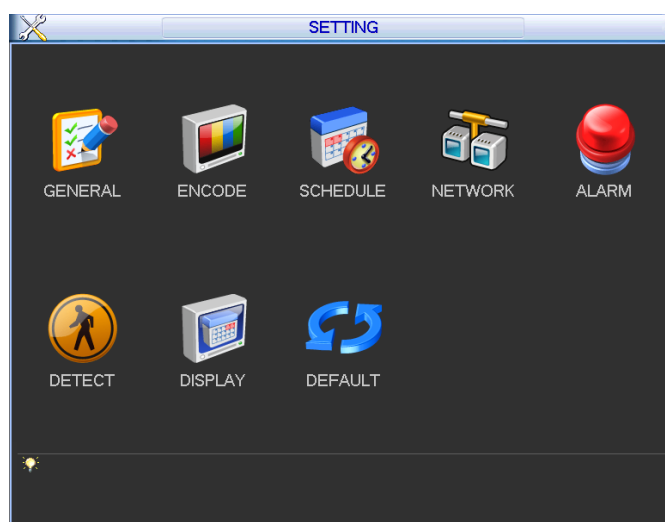 SETTING
GENERAL ENCODE SCHEDULE NETWORK ALARM
DETECT DISPLAY DEFAULT